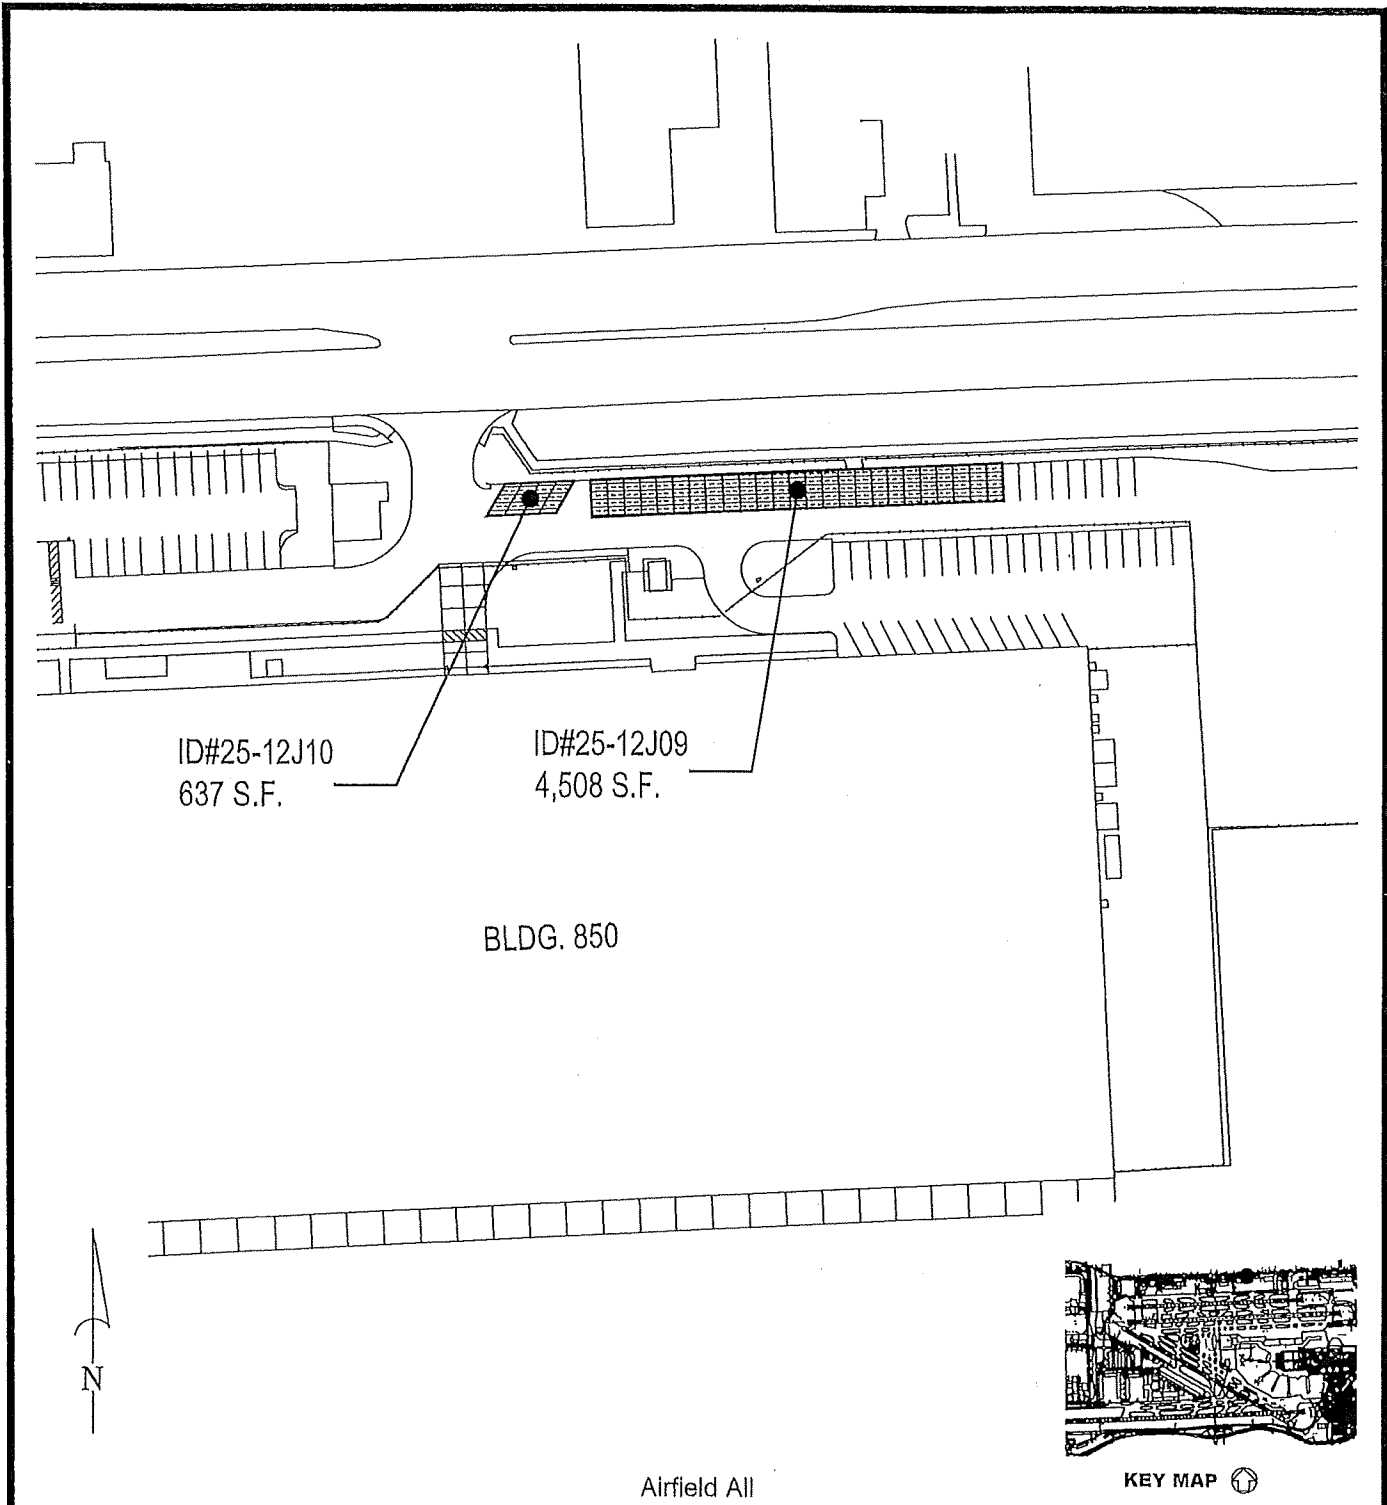 ID#25-12J10
637 S.F.
ID#25-12J09
4,508 S.F.
BLDG. 850
N
KEY MAP
Airfield All